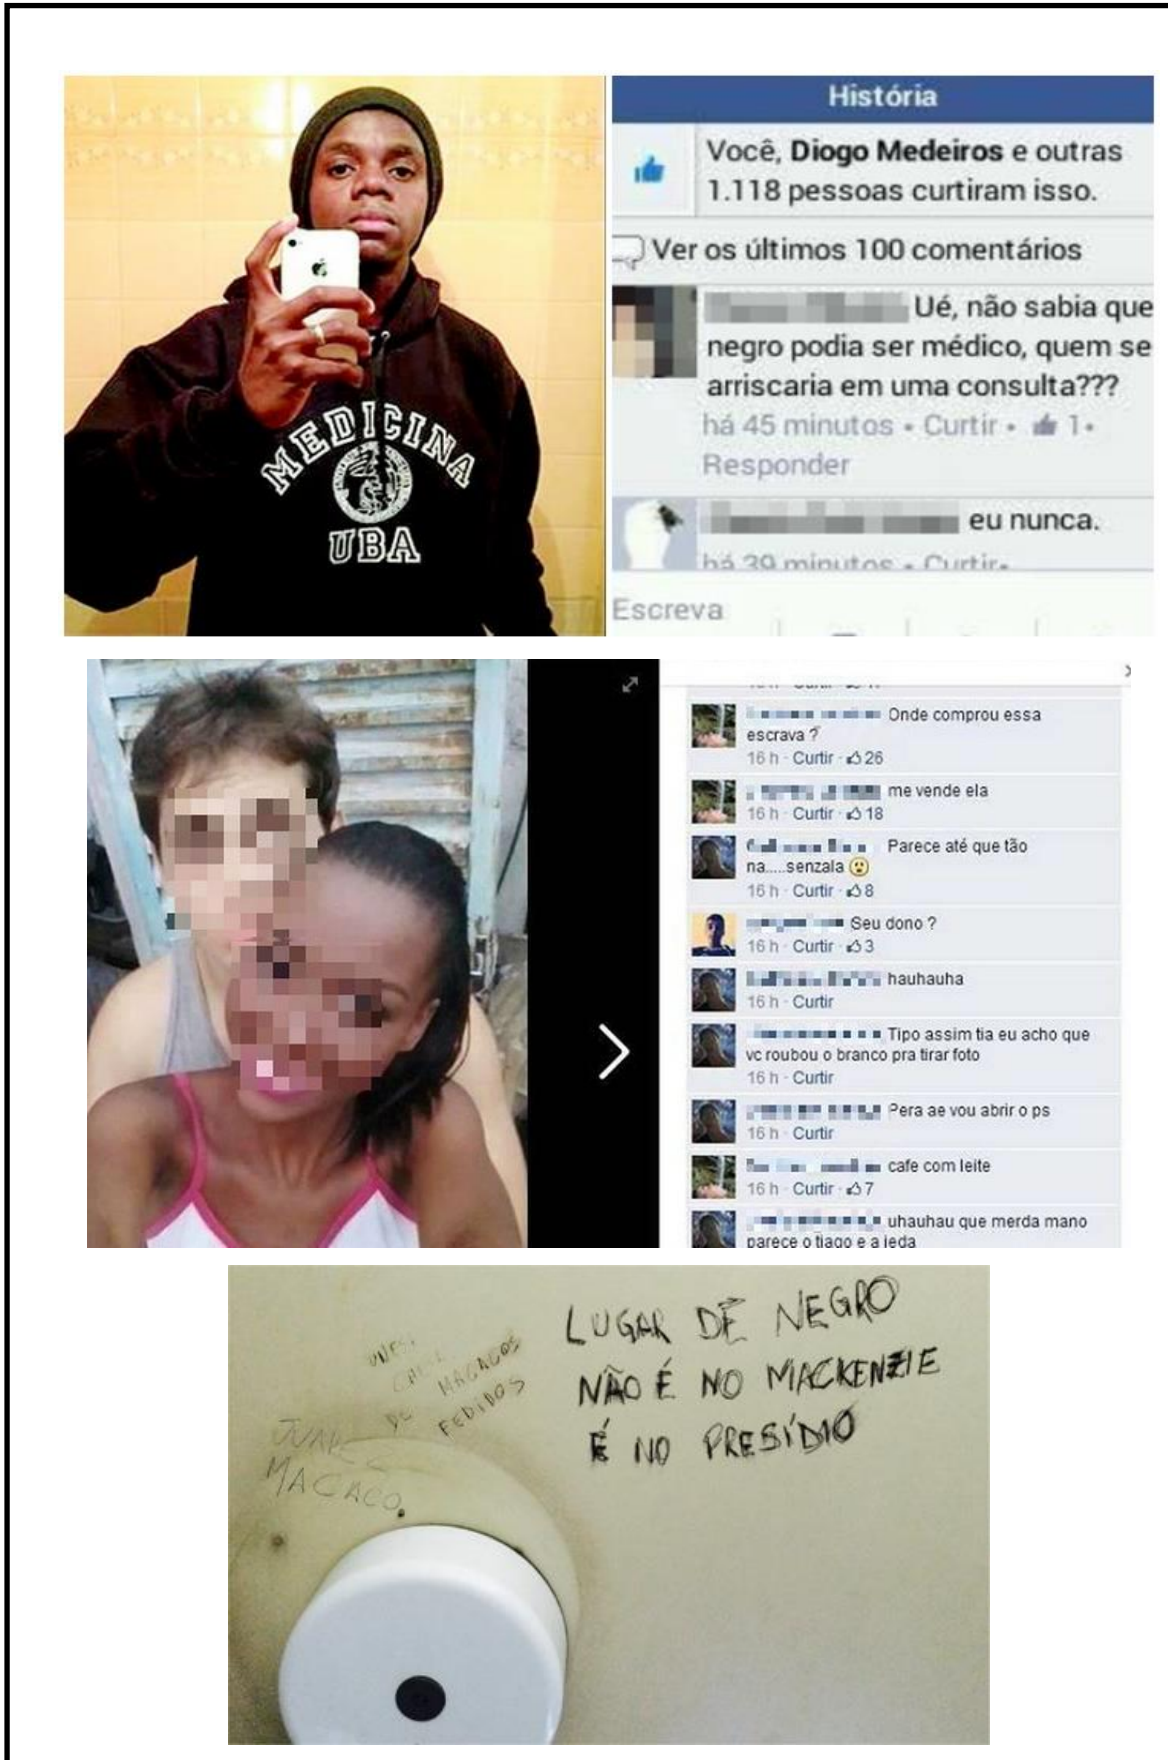 MEDICINA
UBA
História
Você, Diogo Medeiros e outras
1.118 pessoas curtiram isso.
Ver os últimos 100 comentários
Ué, não sabia que
negro podia ser médico, quem se
arriscaria em uma consulta???
há 45 minutos • Curtir • 1 •
Responder
eu nunca.
há 39 minutos • Curtir •
Escreva
Onde comprou essa
escrava ?
16 h · Curtir · 26
me vende ela
16 h · Curtir · 18
Parece até que tão
na....senzala
16 h · Curtir · 8
Seu dono ?
16 h · Curtir · 3
hauhauha
16 h · Curtir
Tipo assim tia eu acho que
vc roubou o branco pra tirar foto
16 h · Curtir
Pera ae vou abrir o ps
16 h · Curtir
cafe com leite
16 h · Curtir · 7
uhauhau que merda mano
parece o tiago e a ieda
LUGAR DE NEGRO
NÃO É NO MACKENZIE
É NO PRESÍDIO
MACACOS
DE FEDIDOS
MACACO